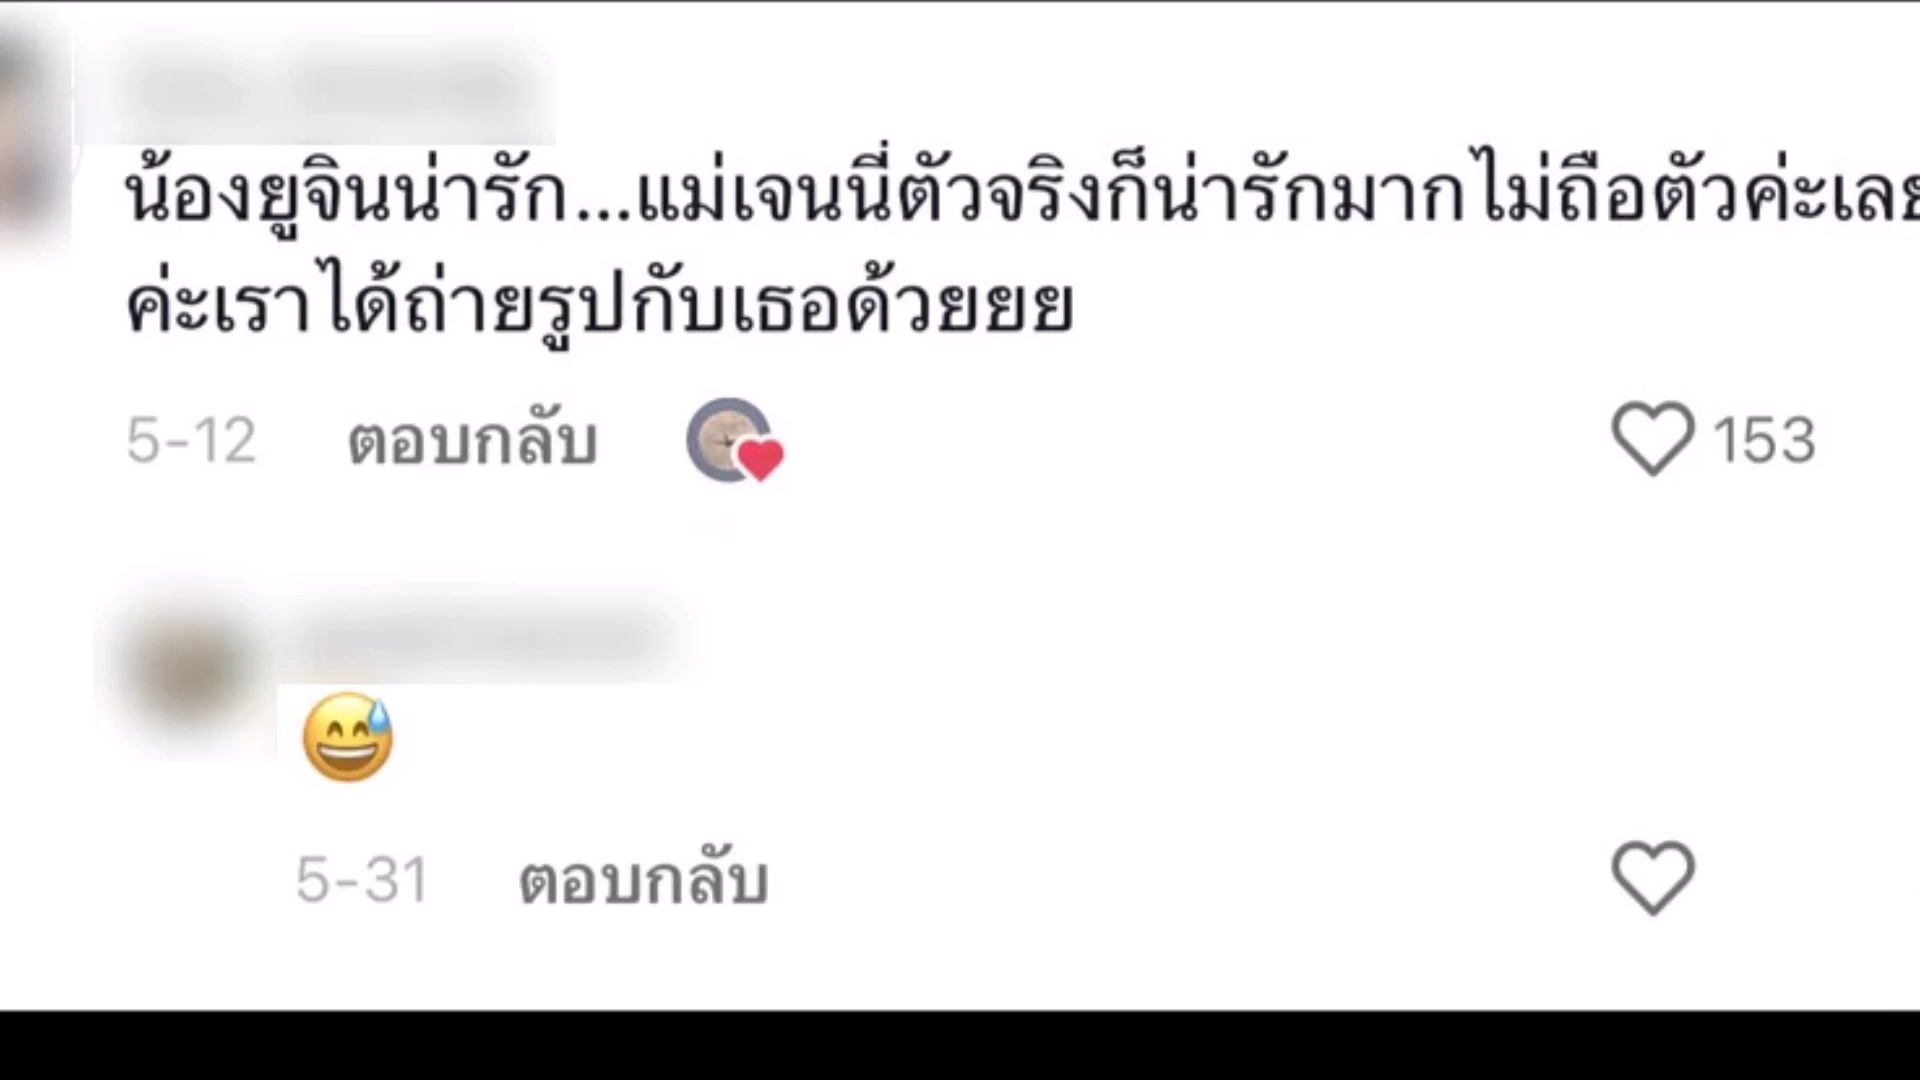 น้องยูจินน่ารัก...แม่เจนนี่ตัวจริงก็น่ารักมากไม่ถือตัวค่ะเลย
ค่ะเราได้ถ่ายรูปกับเธอด้วยยย
5-12 ตอบกลับ 153
😅
5-31 ตอบกลับ